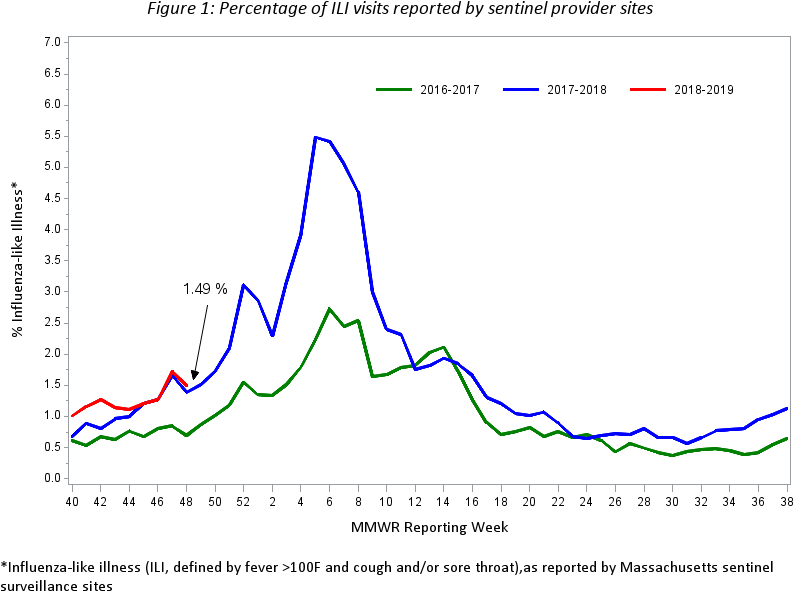 Figure 1: Percentage of ILI visits reported by sentinel provider sites
7.0
6.5
6.0
5.5
5.0
4.5
4.0
3.5
3.0
2.5
2.0
1.5
1.0
0.5
0.0
% Influenza-like Illness*
2016-2017 2017-2018 2018-2019
1.49 %
40 42 44 46 48 50 52 2 4 6 8 10 12 14 16 18 20 22 24 26 28 30 32 34 36 38
MMWR Reporting Week
*Influenza-like illness (ILI, defined by fever >100F and cough and/or sore throat),as reported by Massachusetts sentinel
surveillance sites